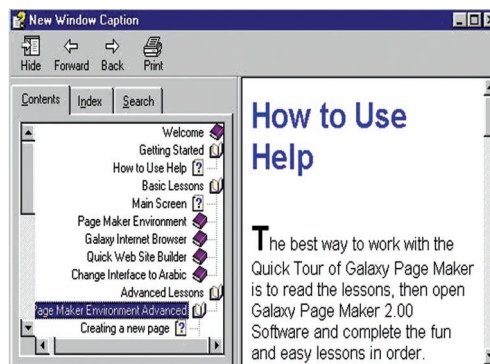 New Window Caption
Hide Forward Back Print
Contents Index Search
Welcome
Getting Started
How to Use Help
Basic Lessons
Main Screen
Page Maker Environment
Galaxy Internet Browser
Quick Web Site Builder
Change Interface to Arabic
Advanced Lessons
age Maker Environment Advanced
Creating a new page
How to Use
Help
The best way to work with the
Quick Tour of Galaxy Page Maker
is to read the lessons, then open
Galaxy Page Maker 2.00
Software and complete the fun
and easy lessons in order.